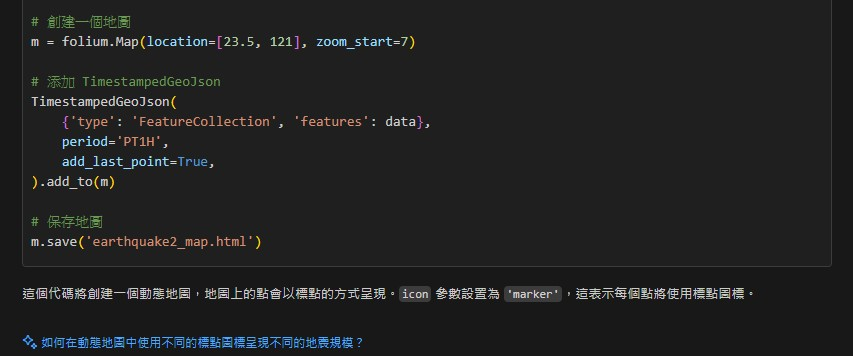 # 創建一個地圖
m = folium.Map(location=[23.5, 121], zoom_start=7)
# 添加 TimestampedGeoJson
TimestampedGeoJson(
    {'type': 'FeatureCollection', 'features': data},
    period='PT1H',
    add_last_point=True,
).add_to(m)
# 保存地圖
m.save('earthquake2_map.html')
這個代碼將創建一個動態地圖，地圖上的點會以標點的方式呈現。icon 參數設置為 'marker'，這表示每個點將使用標點圖標。
如何在動態地圖中使用不同的標點圖標呈現不同的地震規模？